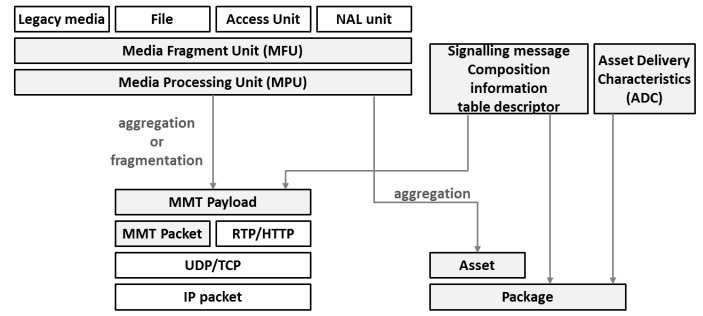 Legacy media
File
Access Unit
NAL unit
Media Fragment Unit (MFU)
Media Processing Unit (MPU)
Signalling message
Composition
information
table descriptor
Asset Delivery
Characteristics
(ADC)
aggregation
or
fragmentation
aggregation
MMT Payload
MMT Packet
RTP/HTTP
UDP/TCP
Asset
IP packet
Package